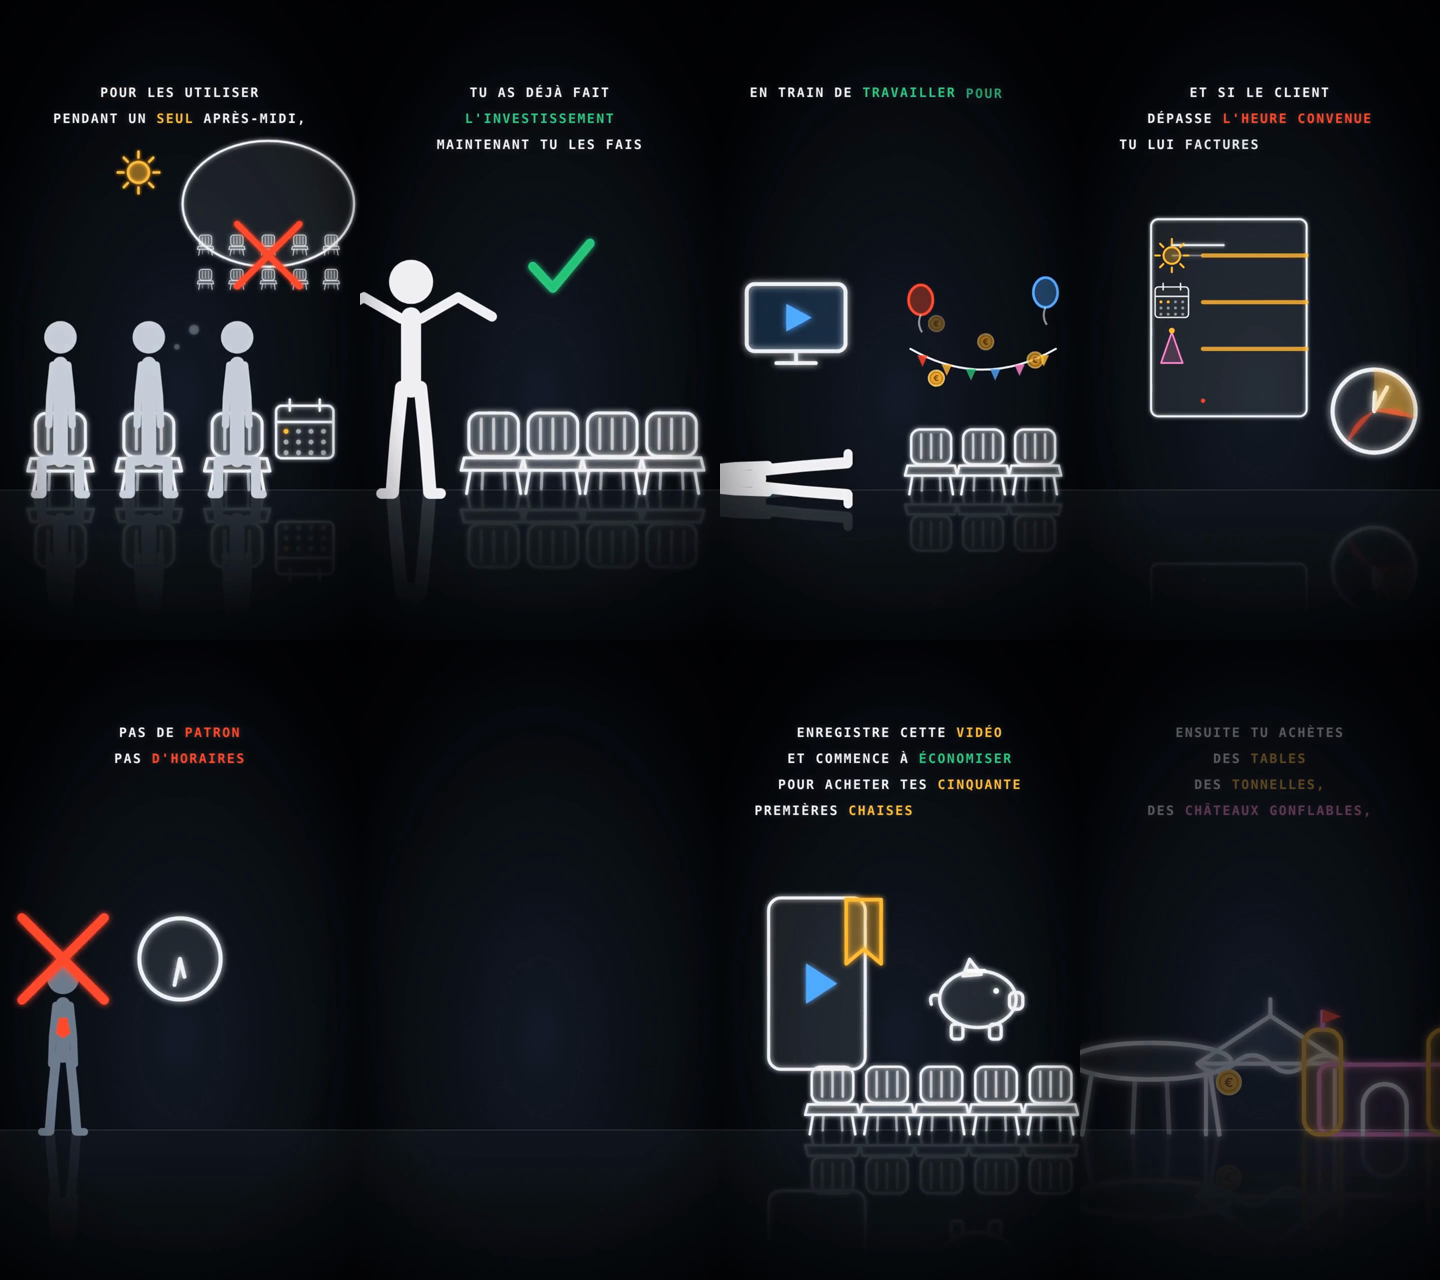 POUR LES UTILISER
PENDANT UN SEUL APRÈS-MIDI,
TU AS DÉJÀ FAIT
L'INVESTISSEMENT
MAINTENANT TU LES FAIS
EN TRAIN DE TRAVAILLER POUR
ET SI LE CLIENT
DÉPASSE L'HEURE CONVENUE
TU LUI FACTURES
PAS DE PATRON
PAS D'HORAIRES
ENREGISTRE CETTE VIDÉO
ET COMMENCE À ÉCONOMISER
POUR ACHETER TES CINQUANTE
PREMIÈRES CHAISES
ENSUITE TU ACHÈTES
DES TABLES
DES TONNELLES,
DES CHÂTEAUX GONFLABLES,